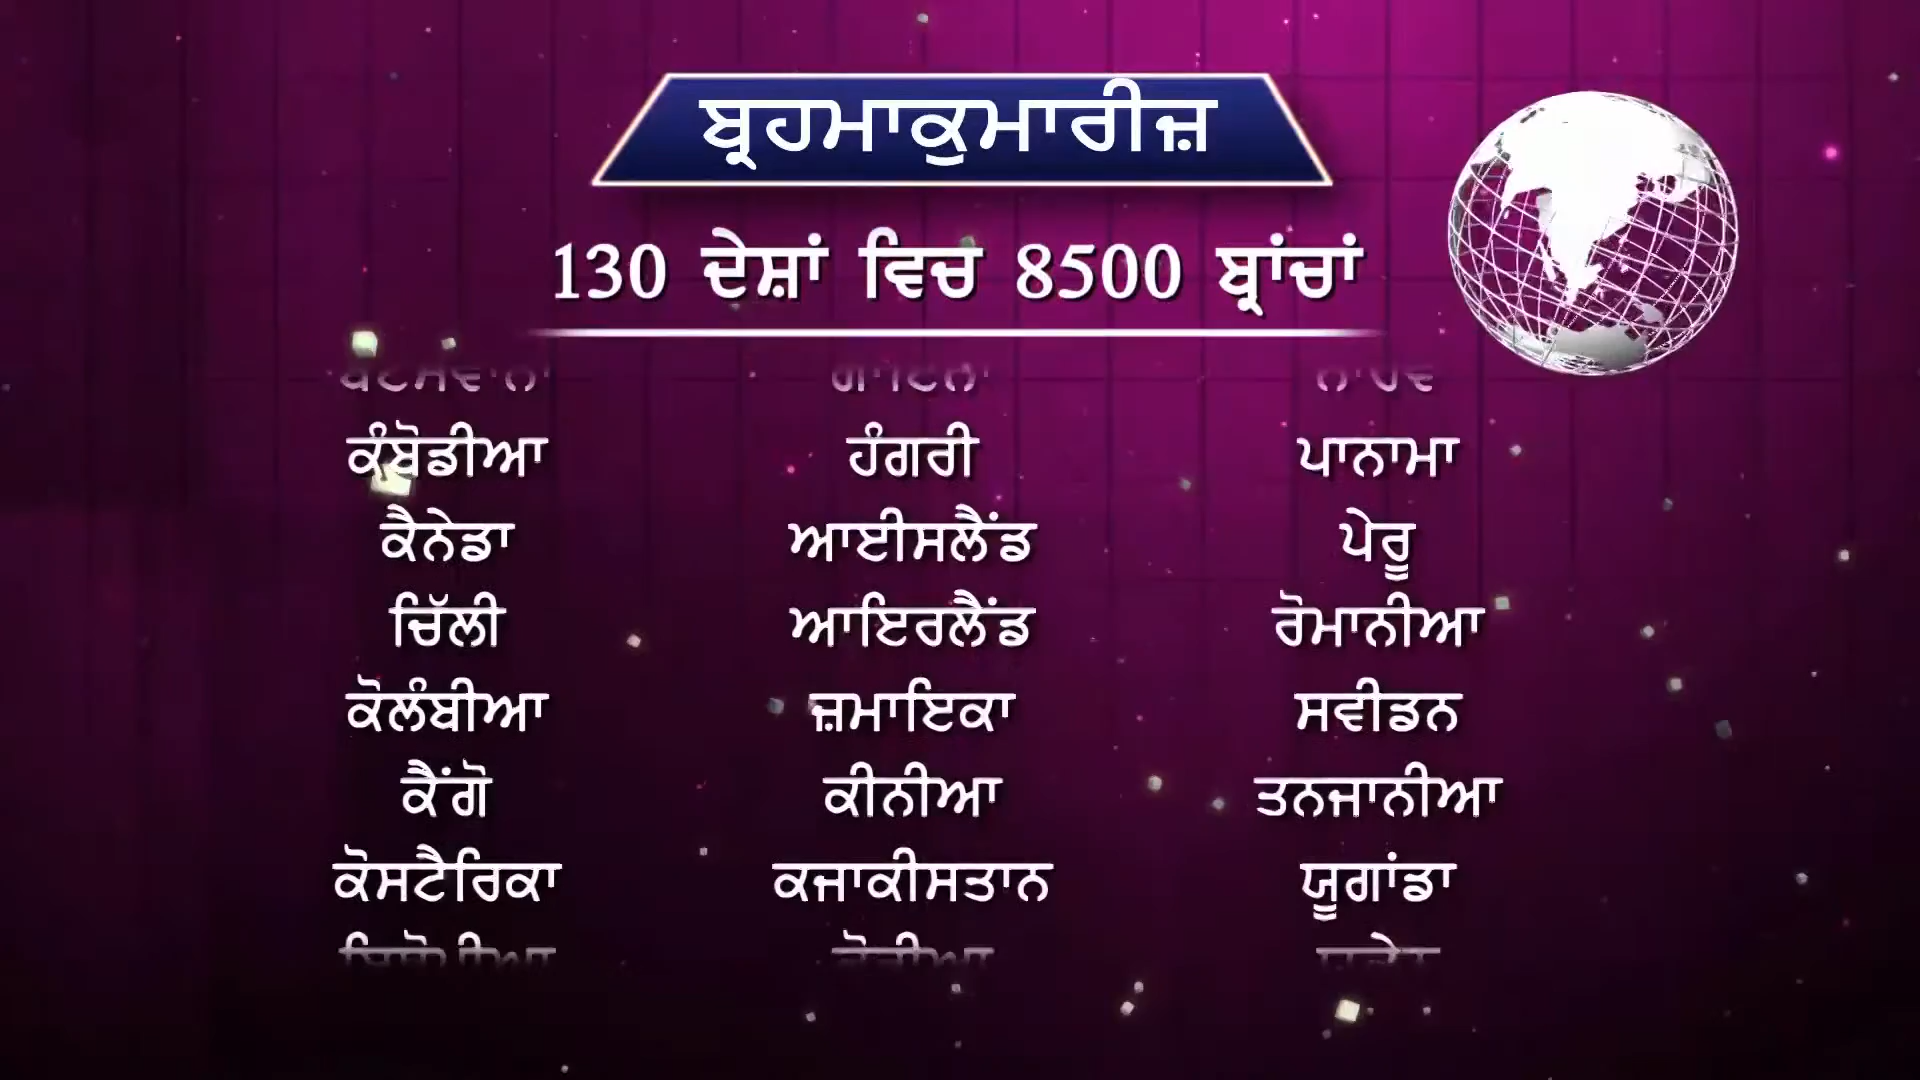 ਬ੍ਰਹਮਾਕੁਮਾਰੀਜ਼
130 ਦੇਸ਼ਾਂ ਵਿਚ 8500 ਬ੍ਰਾਂਚਾਂ
ਕੰਬੋਡੀਆ ਹੰਗਰੀ ਪਾਨਾਮਾ
ਕੈਨੇਡਾ ਆਈਸਲੈਂਡ ਪੇਰੂ
ਚਿੱਲੀ ਆਇਰਲੈਂਡ ਰੋਮਾਨੀਆ
ਕੋਲੰਬੀਆ ਜ਼ਮਾਇਕਾ ਸਵੀਡਨ
ਕੈਂਗੋ ਕੀਨੀਆ ਤਨਜਾਨੀਆ
ਕੋਸਟੈਰਿਕਾ ਕਜਾਕੀਸਤਾਨ ਯੂਗਾਂਡਾ